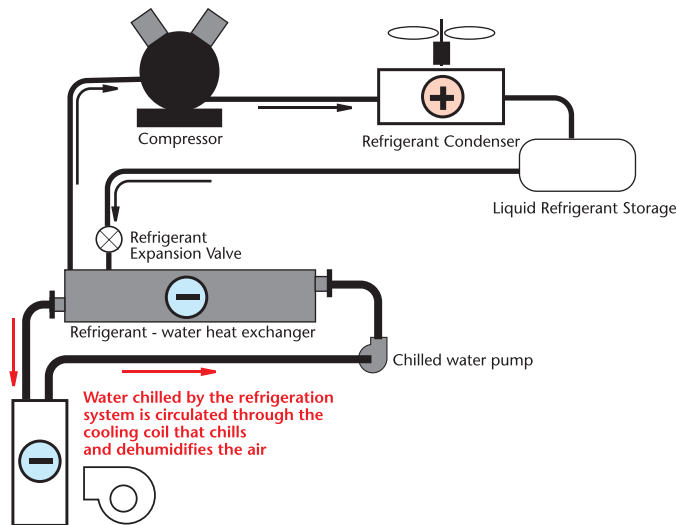 Compressor
Refrigerant Condenser
Liquid Refrigerant Storage
Refrigerant
Expansion Valve
Refrigerant - water heat exchanger
Chilled water pump
Water chilled by the refrigeration
system is circulated through the
cooling coil that chills
and dehumidifies the air